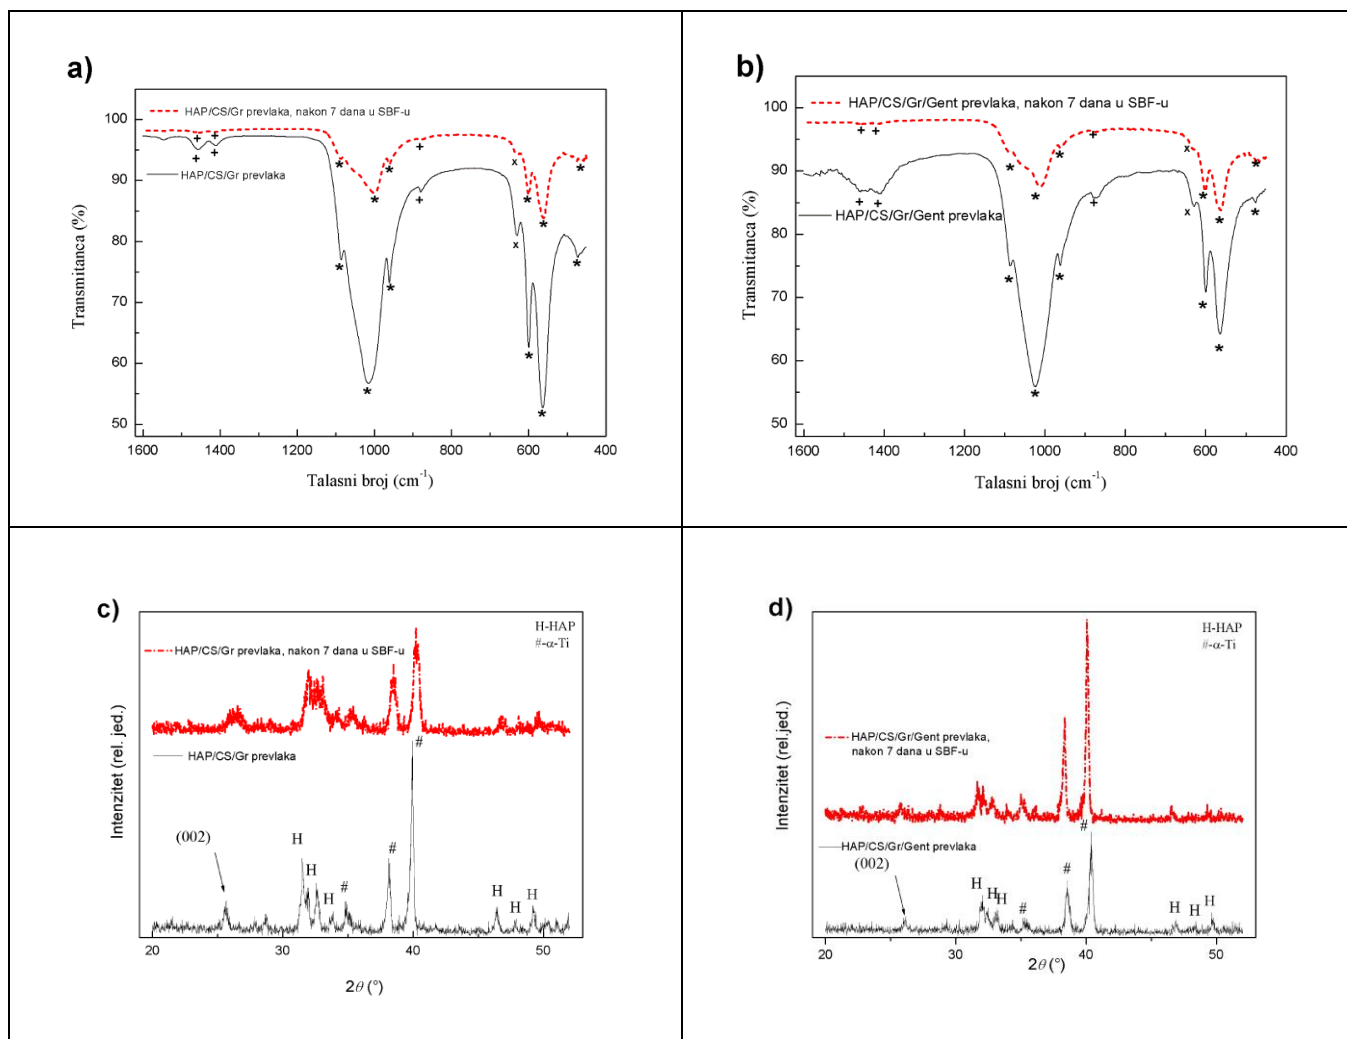 a)
HAP/CS/Gr prevlaka, nakon 7 dana u SBF-u
HAP/CS/Gr prevlaka
Transmitanca (%)
100
90
80
70
60
50
1600
1400
1200
1000
800
600
400
Talasni broj (cm⁻¹)
b)
HAP/CS/Gr/Gent prevlaka, nakon 7 dana u SBF-u
HAP/CS/Gr/Gent prevlaka
Transmitanca (%)
100
90
80
70
60
50
1600
1400
1200
1000
800
600
400
Talasni broj (cm⁻¹)
c)
H-HAP
#-α-Ti
HAP/CS/Gr prevlaka, nakon 7 dana u SBF-u
HAP/CS/Gr prevlaka
Intenzitet (rel. jed.)
(002)
H
H
H
#
#
#
H
H
H
20
30
40
50
2θ (°)
d)
H-HAP
#-α-Ti
HAP/CS/Gr/Gent prevlaka,
nakon 7 dana u SBF-u
HAP/CS/Gr/Gent prevlaka
Intenzitet (rel.jed.)
(002)
H
H
H
#
#
#
H
H
H
20
30
40
50
2θ (°)